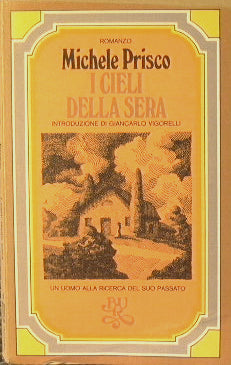 ROMANZO
Michele Prisco
I CIELI
DELLA SERA
INTRODUZIONE DI GIANCARLO VIGORELLI
UN UOMO ALLA RICERCA DEL SUO PASSATO
BUR